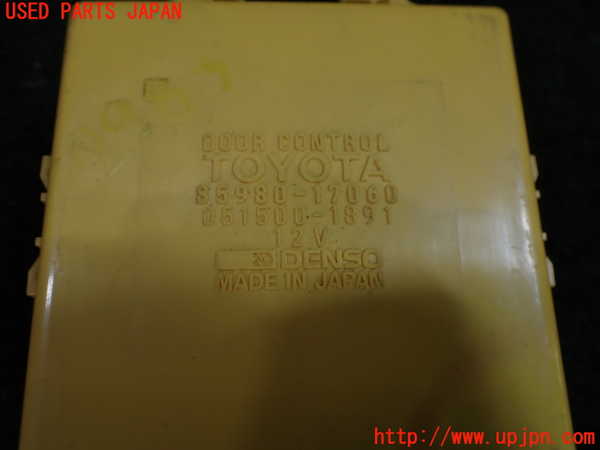 USED PARTS JAPAN
DOOR CONTROL
TOYOTA
85980-17060
051500-1891
12V
DENSO
MADE IN JAPAN
http://www.upjpn.com/